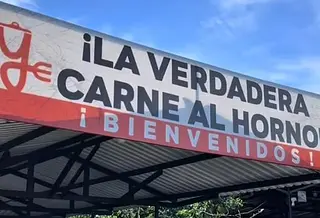 ¡LA VERDADERA
CARNE AL HORNO
¡BIENVENIDOS!